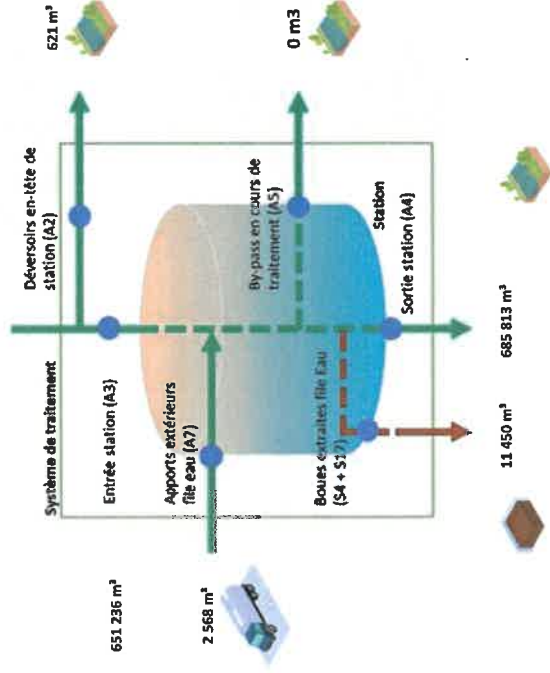 Système de traitement
Déversoirs en-tête de
station (A2)
621 m³
651 236 m³
Entrée station (A3)
2 568 m³
Apports extérieurs
file eau (A7)
By-pass en cours de
traitement (A5)
0 m3
Boues extraites file Eau
(S4 + S17)
Station
Sortie station (A4)
11 450 m³
685 813 m³